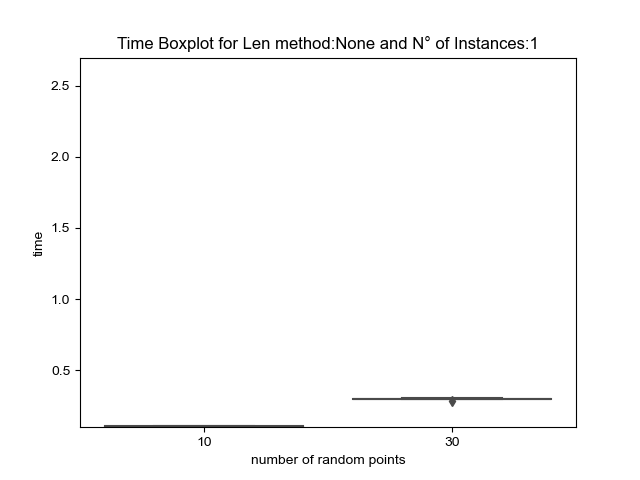 Time Boxplot for Len method:None and N° of Instances:1
2.5
2.0
1.5
1.0
0.5
time
10 30
number of random points